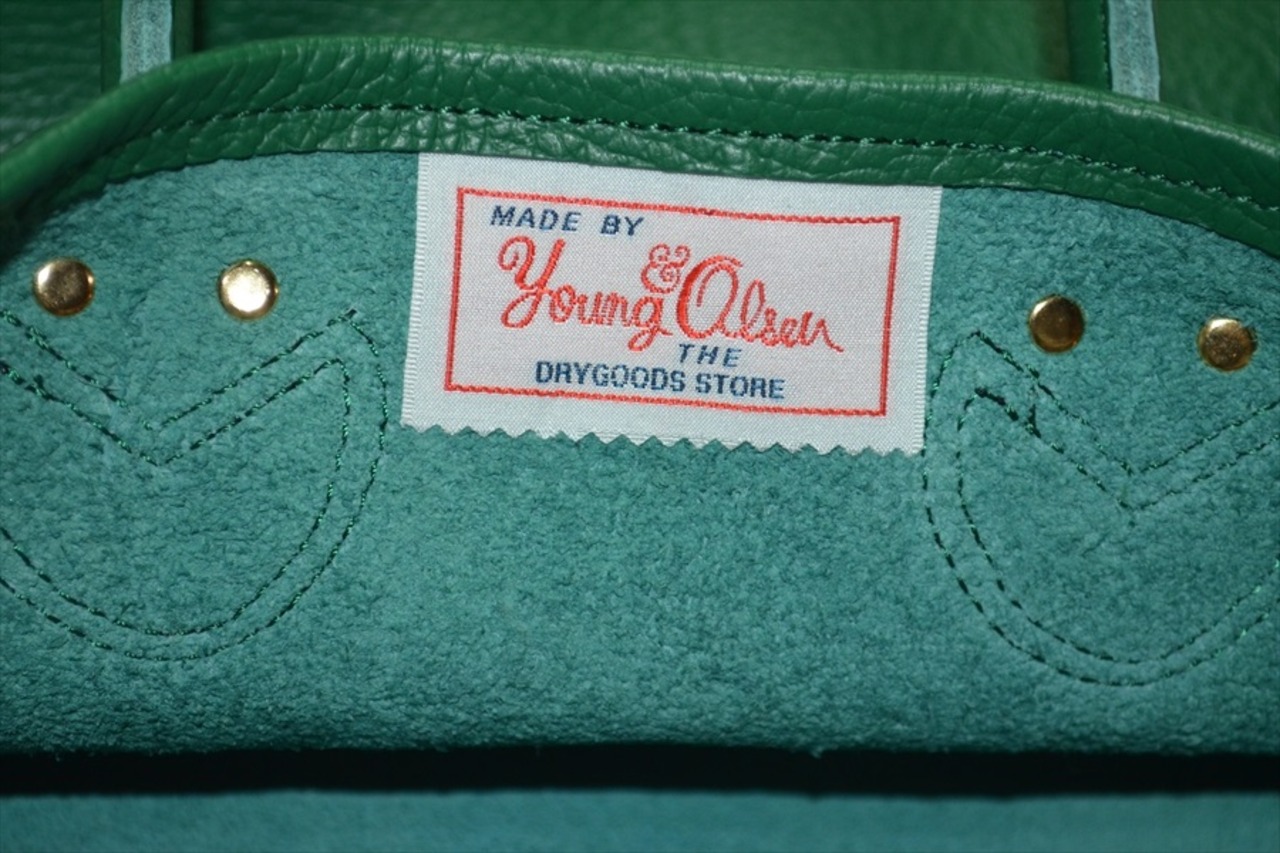 MADE BY
Young & Olsen
THE
DRYGOODS STORE